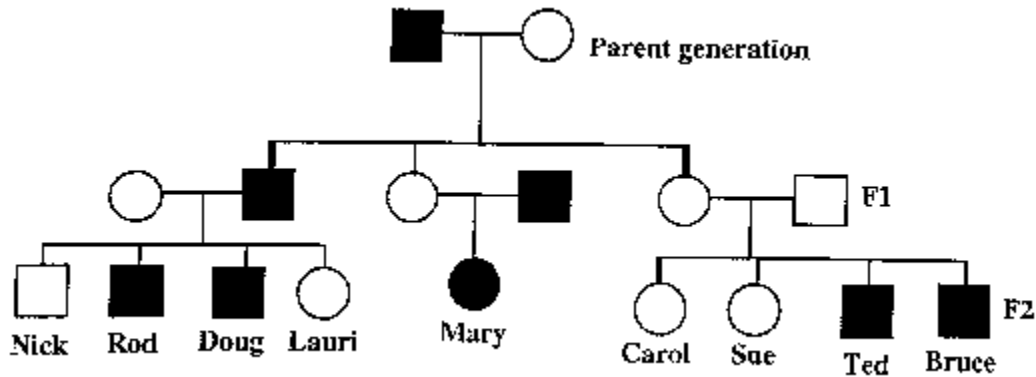 Parent generation
F1
Nick Rod Doug Lauri Mary Carol Sue Ted Bruce F2